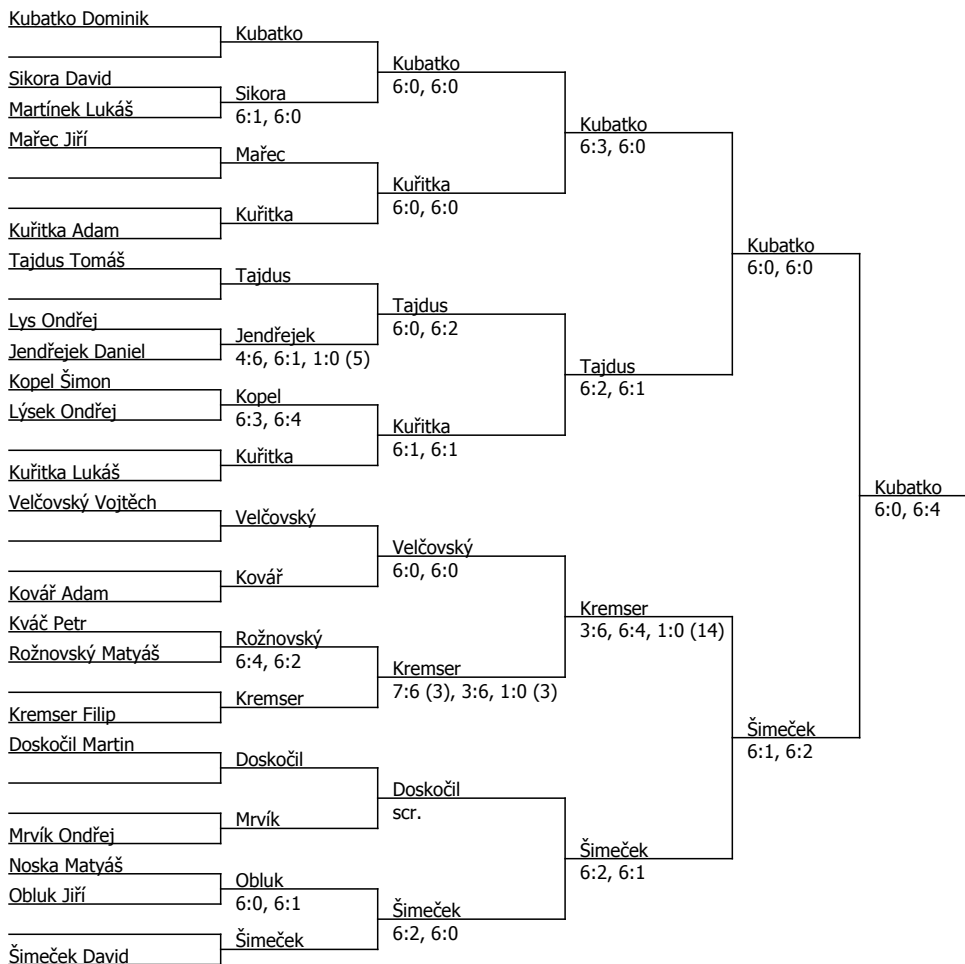 Kubatko Dominik
Sikora David
Martínek Lukáš
Mařec Jiří
Kuřitka Adam
Tajdus Tomáš
Lys Ondřej
Jendřejek Daniel
Kopel Šimon
Lýsek Ondřej
Kuřitka Lukáš
Velčovský Vojtěch
Kovář Adam
Kváč Petr
Rožnovský Matyáš
Kremser Filip
Doskočil Martin
Mrvík Ondřej
Noska Matyáš
Obluk Jiří
Šimeček David
Kubatko
Sikora
6:1, 6:0
Mařec
Kuřitka
Tajdus
Jendřejek
4:6, 6:1, 1:0 (5)
Kopel
6:3, 6:4
Kuřitka
Velčovský
Kovář
Rožnovský
6:4, 6:2
Kremser
Doskočil
Mrvík
Obluk
6:0, 6:1
Šimeček
Kubatko
6:0, 6:0
Kuřitka
6:0, 6:0
Tajdus
6:0, 6:2
Kuřitka
6:1, 6:1
Velčovský
6:0, 6:0
Kremser
7:6 (3), 3:6, 1:0 (3)
Doskočil
scr.
Šimeček
6:2, 6:0
Kubatko
6:3, 6:0
Tajdus
6:2, 6:1
Kremser
3:6, 6:4, 1:0 (14)
Šimeček
6:2, 6:1
Kubatko
6:0, 6:0
Šimeček
6:1, 6:2
Kubatko
6:0, 6:4